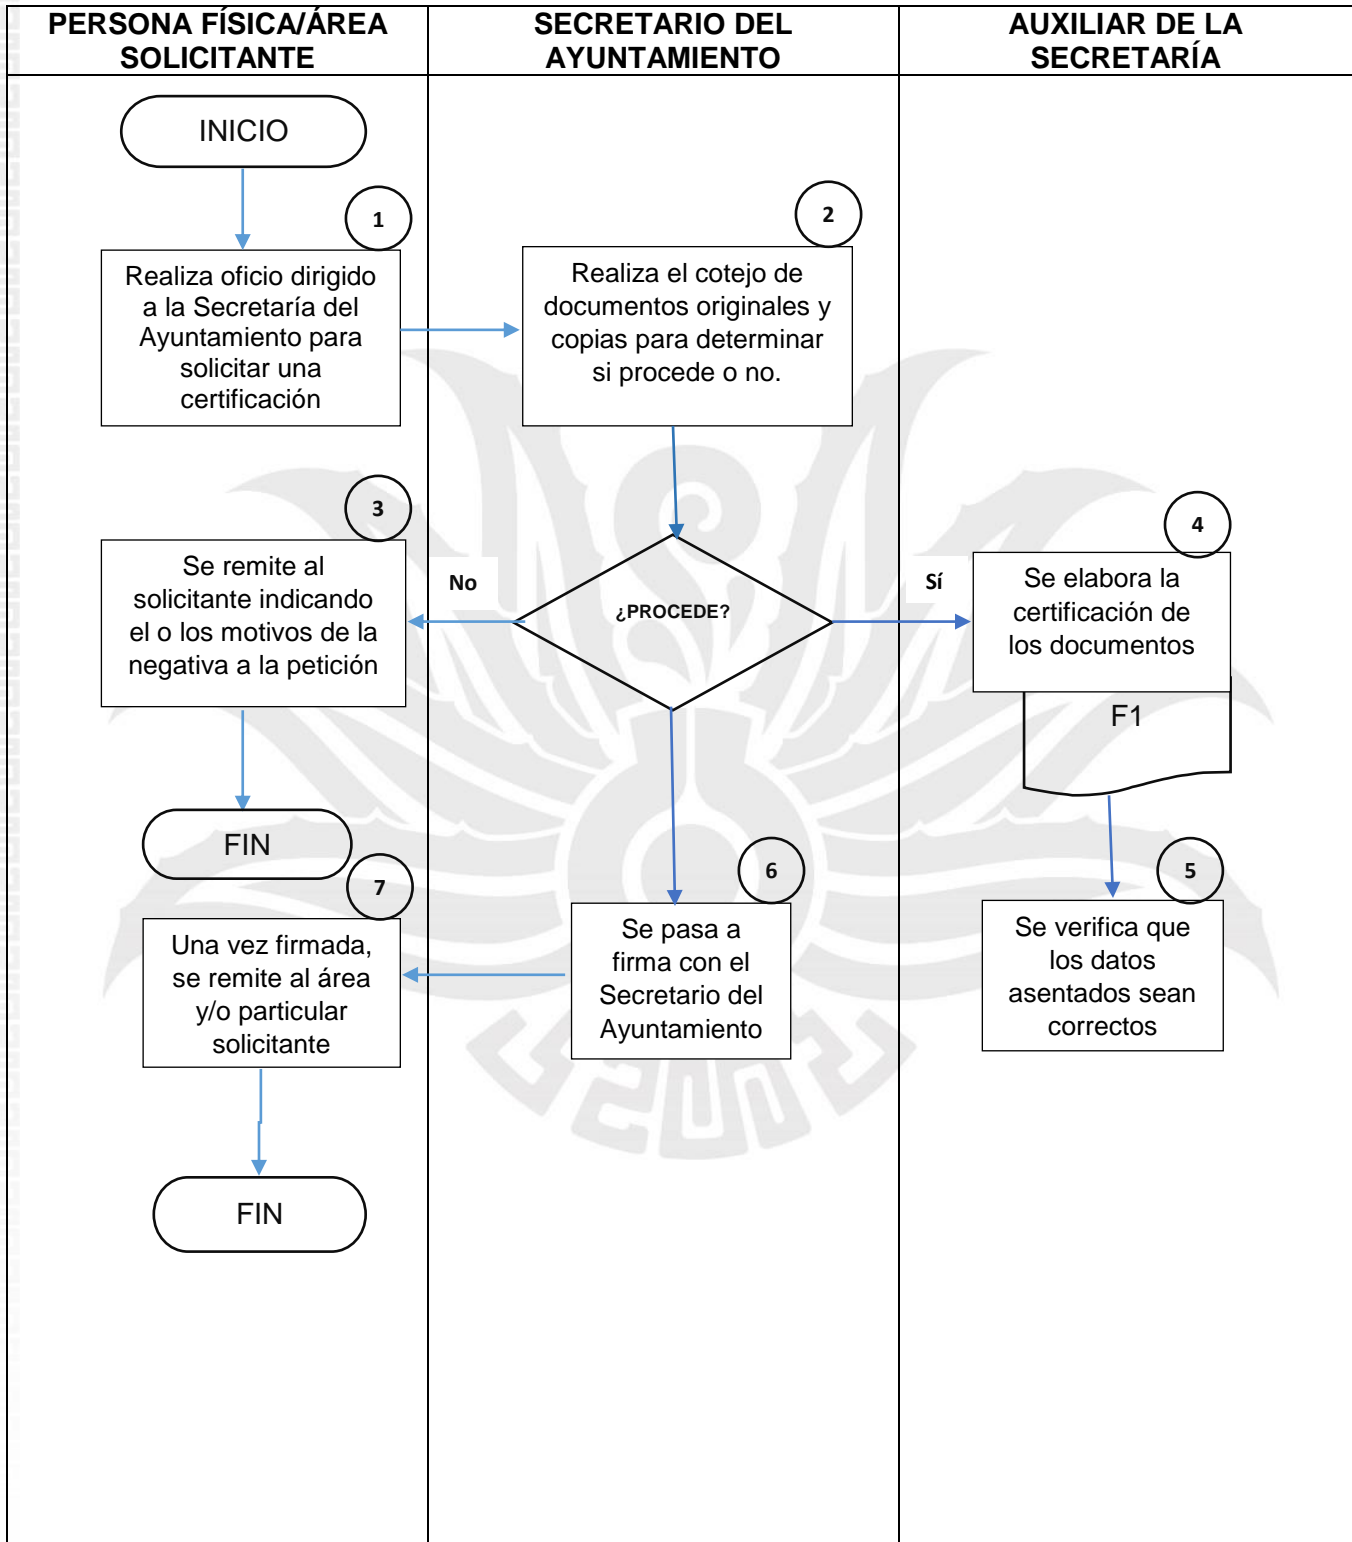 PERSONA FÍSICA/ÁREA
SOLICITANTE
SECRETARIO DEL
AYUNTAMIENTO
AUXILIAR DE LA
SECRETARÍA
INICIO
1
Realiza oficio dirigido
a la Secretaría del
Ayuntamiento para
solicitar una
certificación
2
Realiza el cotejo de
documentos originales y
copias para determinar
si procede o no.
3
Se remite al
solicitante indicando
el o los motivos de la
negativa a la petición
No
¿PROCEDE?
Sí
4
Se elabora la
certificación de
los documentos
F1
FIN
5
Se verifica que
los datos
asentados sean
correctos
6
Se pasa a
firma con el
Secretario del
Ayuntamiento
7
Una vez firmada,
se remite al área
y/o particular
solicitante
FIN